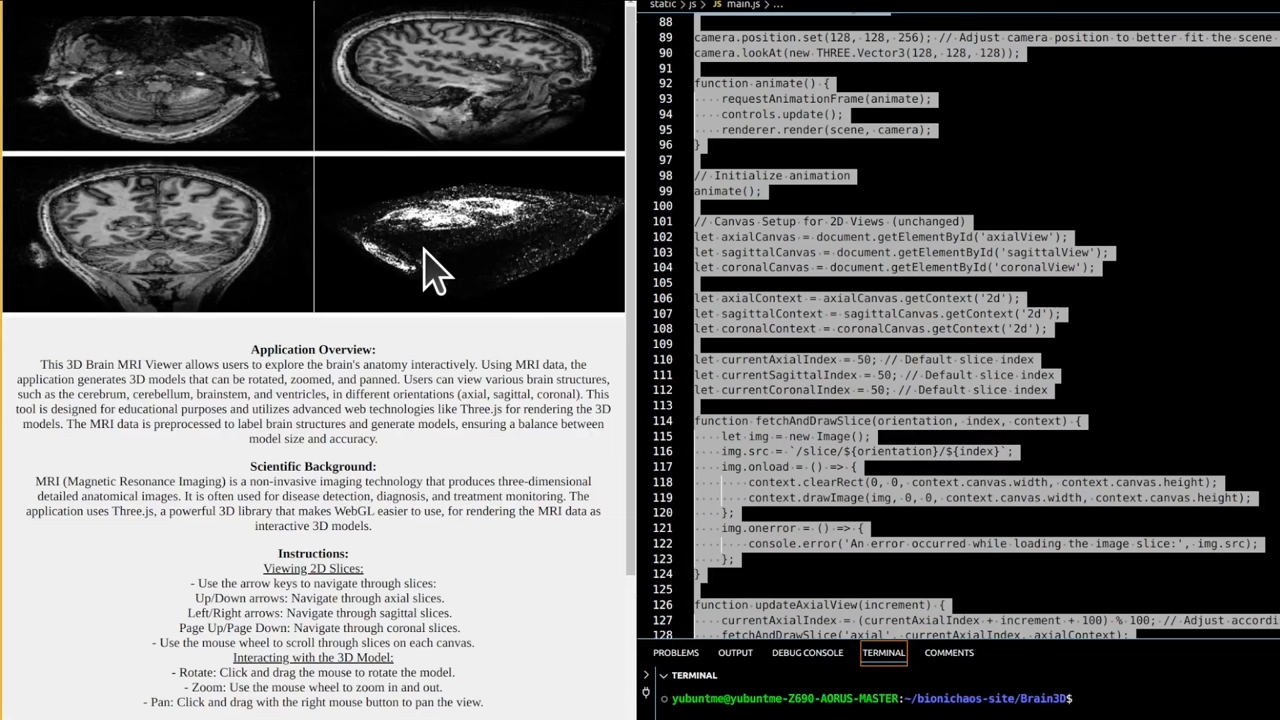 Application Overview:
This 3D Brain MRI Viewer allows users to explore the brain's anatomy interactively. Using MRI data, the
application generates 3D models that can be rotated, zoomed, and panned. Users can view various brain structures,
such as the cerebrum, cerebellum, brainstem, and ventricles, in different orientations (axial, sagittal, coronal). This
tool is designed for educational purposes and utilizes advanced web technologies like Three.js for rendering the 3D
models. The MRI data is preprocessed to label brain structures and generate models, ensuring a balance between
model size and accuracy.
Scientific Background:
MRI (Magnetic Resonance Imaging) is a non-invasive imaging technology that produces three-dimensional
detailed anatomical images. It is often used for disease detection, diagnosis, and treatment monitoring. The
application uses Three.js, a powerful 3D library that makes WebGL easier to use, for rendering the MRI data as
interactive 3D models.
Instructions:
Viewing 2D Slices:
- Use the arrow keys to navigate through slices:
Up/Down arrows: Navigate through axial slices.
Left/Right arrows: Navigate through sagittal slices.
Page Up/Page Down: Navigate through coronal slices.
- Use the mouse wheel to scroll through slices on each canvas.
Interacting with the 3D Model:
- Rotate: Click and drag the mouse to rotate the model.
- Zoom: Use the mouse wheel to zoom in and out.
- Pan: Click and drag with the right mouse button to pan the view.
static > js > JS main.js > ...
88
89 camera.position.set(128, 128, 256); // Adjust camera position to better fit the scene
90 camera.lookAt(new THREE.Vector3(128, 128, 128));
91
92 function animate() {
93 requestAnimationFrame(animate);
94 controls.update();
95 renderer.render(scene, camera);
96 }
97
98 // Initialize animation
99 animate();
100
101 // Canvas Setup for 2D Views (unchanged)
102 let axialCanvas = document.getElementById('axialView');
103 let sagittalCanvas = document.getElementById('sagittalView');
104 let coronalCanvas = document.getElementById('coronalView');
105
106 let axialContext = axialCanvas.getContext('2d');
107 let sagittalContext = sagittalCanvas.getContext('2d');
108 let coronalContext = coronalCanvas.getContext('2d');
109
110 let currentAxialIndex = 50; // Default slice index
111 let currentSagittalIndex = 50; // Default slice index
112 let currentCoronalIndex = 50; // Default slice index
113
114 function fetchAndDrawSlice(orientation, index, context) {
115 let img = new Image();
116 img.src = `/slice/${orientation}/${index}`;
117 img.onload = () => {
118 context.clearRect(0, 0, context.canvas.width, context.canvas.height);
119 context.drawImage(img, 0, 0, context.canvas.width, context.canvas.height);
120 };
121 img.onerror = () => {
122 console.error('An error occurred while loading the image slice:', img.src);
123 };
124 }
125
126 function updateAxialView(increment) {
127 currentAxialIndex = (currentAxialIndex + increment + 100) % 100; // Adjust accordi
128 fetchAndDrawSlice('axial', currentAxialIndex, axialContext);
PROBLEMS OUTPUT DEBUG CONSOLE TERMINAL COMMENTS
TERMINAL
yubuntme@yubuntme-Z690-AORUS-MASTER:~/bionichaos-site/Brain3D$